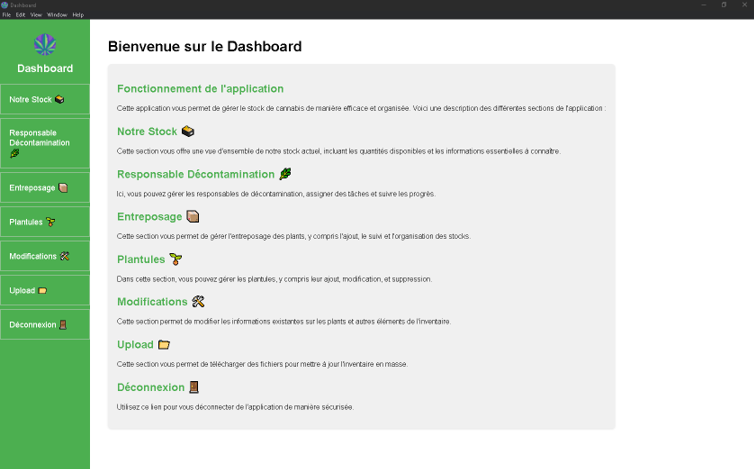 Dashboard
File Edit View Window Help
Dashboard
Notre Stock
Responsable
Décontamination
Entreposage
Plantules
Modifications
Upload
Déconnexion
Bienvenue sur le Dashboard
Fonctionnement de l'application
Cette application vous permet de gérer le stock de cannabis de manière efficace et organisée. Voici une description des différentes sections de l'application :
Notre Stock
Cette section vous offre une vue d'ensemble de notre stock actuel, incluant les quantités disponibles et les informations essentielles à connaître.
Responsable Décontamination
Ici, vous pouvez gérer les responsables de décontamination, assigner des tâches et suivre les progrès.
Entreposage
Cette section vous permet de gérer l'entreposage des plants, y compris l'ajout, le suivi et l'organisation des stocks.
Plantules
Dans cette section, vous pouvez gérer les plantules, y compris leur ajout, modification, et suppression.
Modifications
Cette section permet de modifier les informations existantes sur les plants et autres éléments de l'inventaire.
Upload
Cette section vous permet de télécharger des fichiers pour mettre à jour l'inventaire en masse.
Déconnexion
Utilisez ce lien pour vous déconnecter de l'application de manière sécurisée.